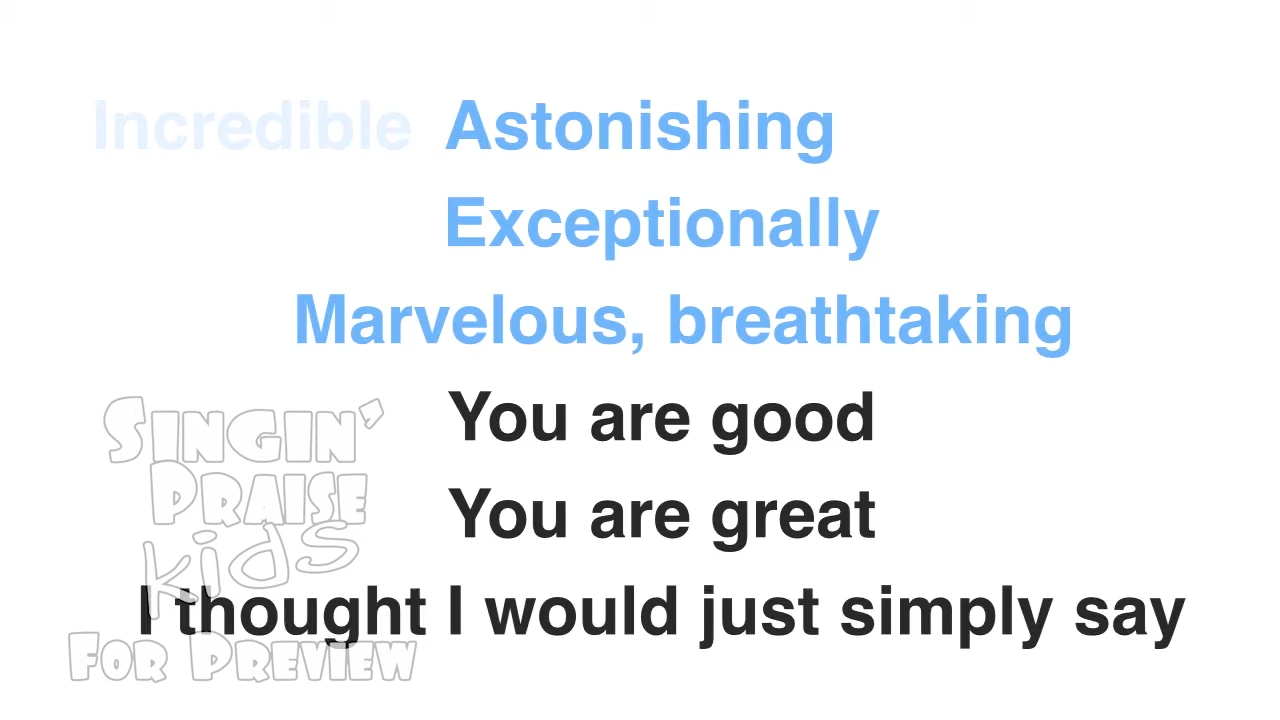 Incredible Astonishing
Exceptionally
Marvelous, breathtaking
You are good
You are great
I thought I would just simply say
SINGIN'
PRAISE
kids
FOR PREVIEW